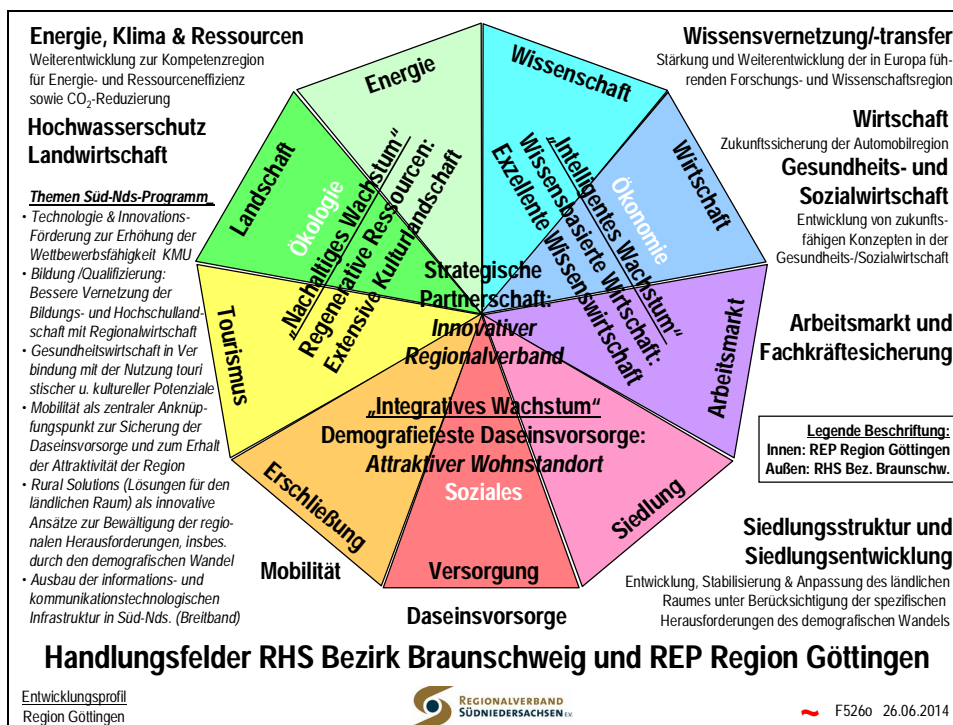 Energie, Klima & Ressourcen
Weiterentwicklung zur Kompetenzregion
für Energie- und Ressourceneffizienz
sowie CO₂-Reduzierung
Hochwasserschutz
Landwirtschaft
Themen Süd-Nds-Programm_
• Technologie & Innovations-
Förderung zur Erhöhung der
Wettbewerbsfähigkeit KMU
• Bildung /Qualifizierung:
Bessere Vernetzung der
Bildungs- und Hochschulland-
schaft mit Regionalwirtschaft
• Gesundheitswirtschaft in Ver
bindung mit der Nutzung touri
stischer u. kultureller Potenziale
• Mobilität als zentraler Anknüp-
fungspunkt zur Sicherung der
Daseinsvorsorge und zum Erhalt
der Attraktivität der Region
• Rural Solutions (Lösungen für den
ländlichen Raum) als innovative
Ansätze zur Bewältigung der regio-
nalen Herausforderungen, insbes.
durch den demografischen Wandel
• Ausbau der informations- und
kommunikationstechnologischen
Infrastruktur in Süd-Nds. (Breitband)
Energie
Wissenschaft
Landschaft
Wirtschaft
Tourismus
Arbeitsmarkt
Erschließung
Versorgung
Siedlung
Ökologie
„Nachaltiges Wachstum“
Regenerative Ressourcen:
Extensive Kulturlandschaft
Ökonomie
„Intelligentes Wachstum“
Wissensbasierte Wirtschaft:
Exzellente Wissenswirtschaft
Strategische
Partnerschaft:
Innovativer
Regionalverband
„Integratives Wachstum“
Demografiefeste Daseinsvorsorge:
Attraktiver Wohnstandort
Soziales
Mobilität
Daseinsvorsorge
Wissensvernetzung/-transfer
Stärkung und Weiterentwicklung der in Europa füh-
renden Forschungs- und Wissenschaftsregion
Wirtschaft
Zukunftssicherung der Automobilregion
Gesundheits- und
Sozialwirtschaft
Entwicklung von zukunfts-
fähigen Konzepten in der
Gesundheits-/Sozialwirtschaft
Arbeitsmarkt und
Fachkräftesicherung
Legende Beschriftung:
Innen: REP Region Göttingen
Außen: RHS Bez. Braunschw.
Siedlungsstruktur und
Siedlungsentwicklung
Entwicklung, Stabilisierung & Anpassung des ländlichen
Raumes unter Berücksichtigung der spezifischen
Herausforderungen des demografischen Wandels
Handlungsfelder RHS Bezirk Braunschweig und REP Region Göttingen
Entwicklungsprofil
Region Göttingen
REGIONALVERBAND
SÜDNIEDERSACHSEN E.V.
~ F526o 26.06.2014